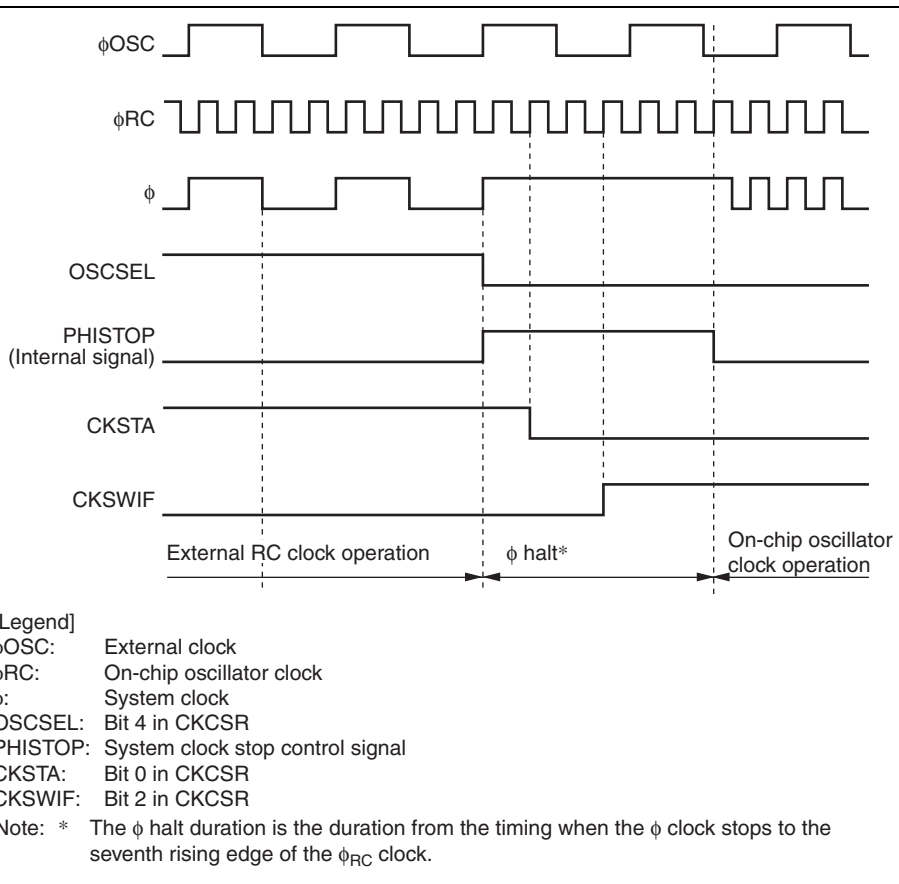 ϕOSC
ϕRC
ϕ
OSCSEL
PHISTOP
(Internal signal)
CKSTA
CKSWIF
External RC clock operation
ϕ halt*
On-chip oscillator
clock operation
Legend]
ϕOSC: External clock
ϕRC: On-chip oscillator clock
ϕ: System clock
OSCSEL: Bit 4 in CKCSR
PHISTOP: System clock stop control signal
CKSTA: Bit 0 in CKCSR
CKSWIF: Bit 2 in CKCSR
Note: * The ϕ halt duration is the duration from the timing when the ϕ clock stops to the
seventh rising edge of the ϕRC clock.